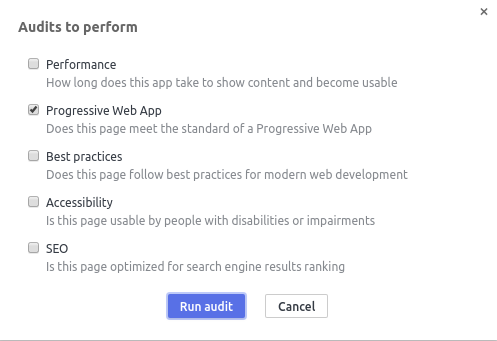 ×
Audits to perform
Performance
How long does this app take to show content and become usable
Progressive Web App
Does this page meet the standard of a Progressive Web App
Best practices
Does this page follow best practices for modern web development
Accessibility
Is this page usable by people with disabilities or impairments
SEO
Is this page optimized for search engine results ranking
Run audit Cancel